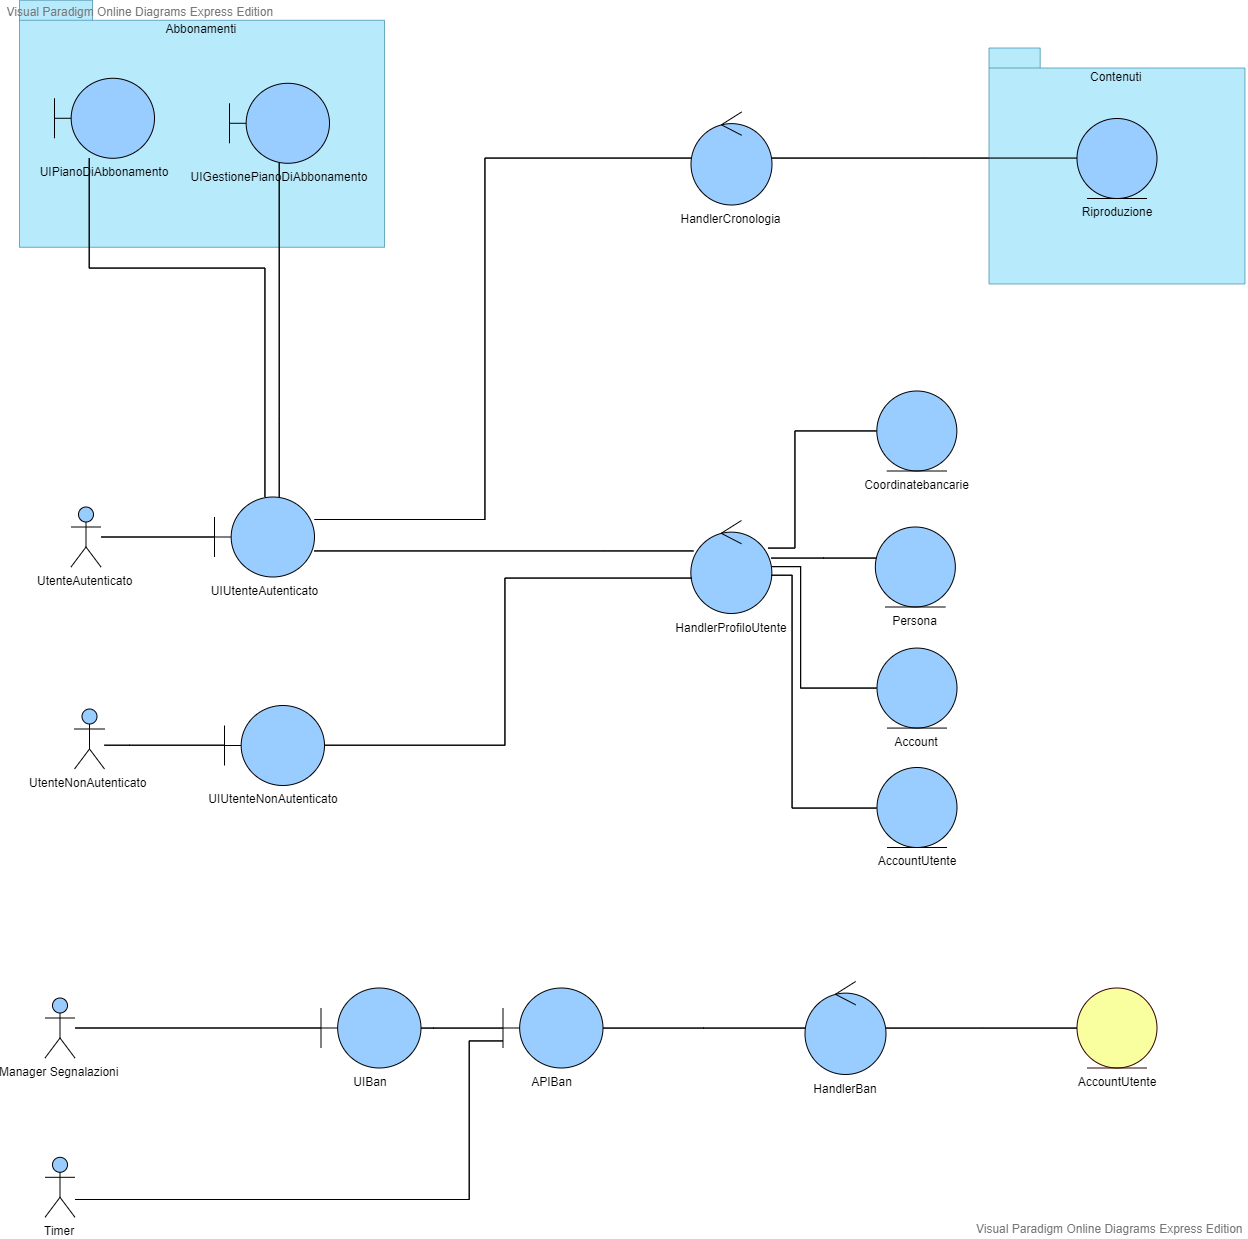 Visual Paradigm Online Diagrams Express Edition
Abbonamenti
Contenuti
UIPianoDiAbbonamento
UIGestionePianoDiAbbonamento
HandlerCronologia
Riproduzione
Coordinatebancarie
UtenteAutenticato
UIUtenteAutenticato
HandlerProfiloUtente
Persona
Account
UtenteNonAutenticato
UIUtenteNonAutenticato
AccountUtente
Manager Segnalazioni
UIBan
APIBan
HandlerBan
AccountUtente
Timer
Visual Paradigm Online Diagrams Express Edition